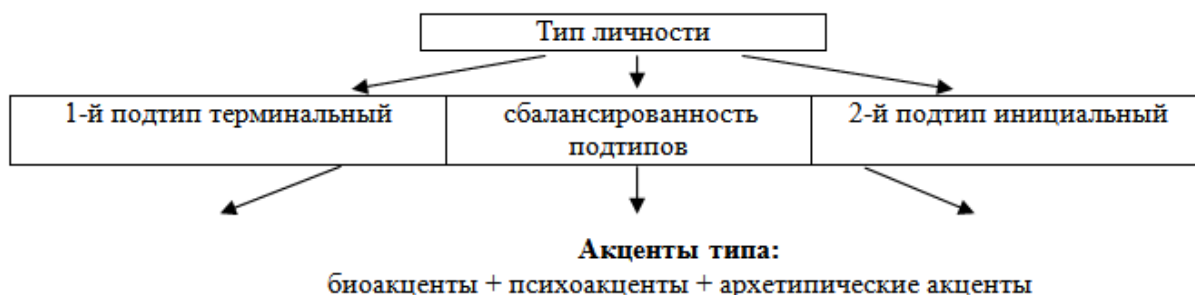 Тип личности
1-й подтип терминальный
сбалансированность
подтипов
2-й подтип инициальный
Акценты типа:
биоакценты + психоакценты + архетипические акценты